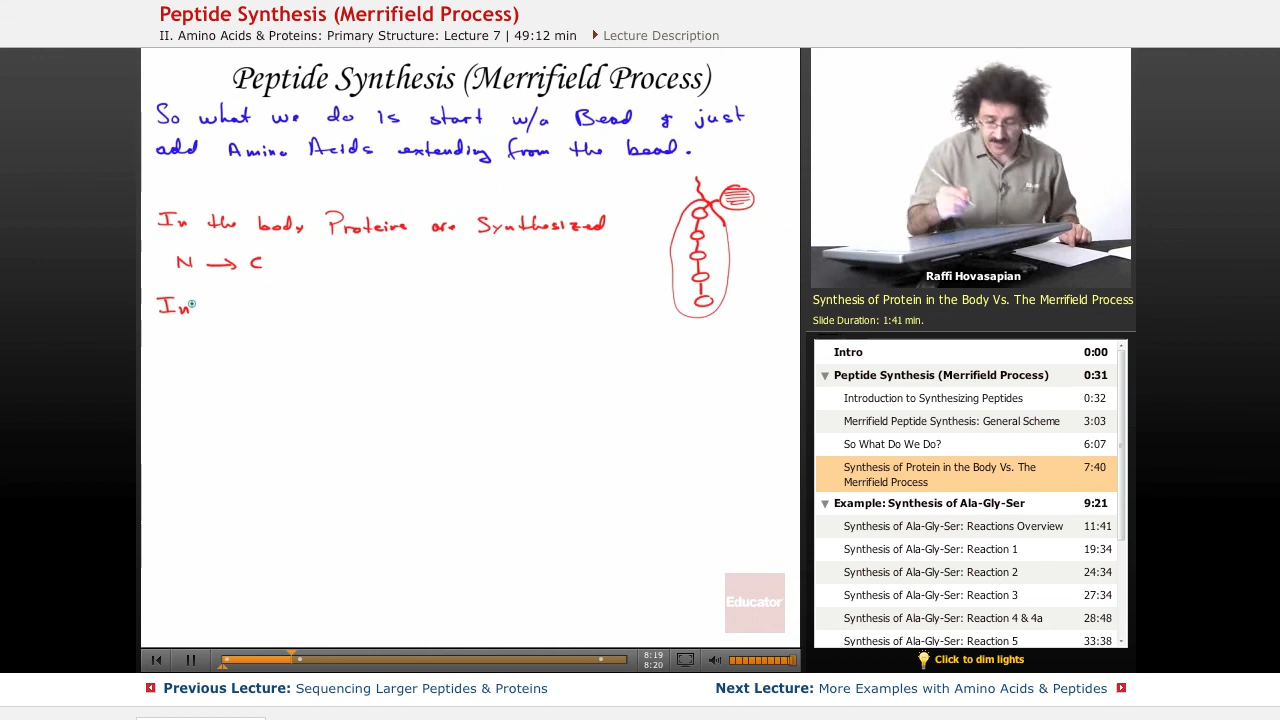 Peptide Synthesis (Merrifield Process)
II. Amino Acids & Proteins: Primary Structure: Lecture 7 | 49:12 min
Lecture Description
Peptide Synthesis (Merrifield Process)
So what we do is start w/a Bead & just
add Amino Acids extending from the bead.
In the body Proteins are Synthesized
N → C
In
Educator
Raffi Hovasapian
Synthesis of Protein in the Body Vs. The Merrifield Process
Slide Duration: 1:41 min.
Intro 0:00
Peptide Synthesis (Merrifield Process) 0:31
Introduction to Synthesizing Peptides 0:32
Merrifield Peptide Synthesis: General Scheme 3:03
So What Do We Do? 6:07
Synthesis of Protein in the Body Vs. The 7:40
Merrifield Process
Example: Synthesis of Ala-Gly-Ser 9:21
Synthesis of Ala-Gly-Ser: Reactions Overview 11:41
Synthesis of Ala-Gly-Ser: Reaction 1 19:34
Synthesis of Ala-Gly-Ser: Reaction 2 24:34
Synthesis of Ala-Gly-Ser: Reaction 3 27:34
Synthesis of Ala-Gly-Ser: Reaction 4 & 4a 28:48
Synthesis of Ala-Gly-Ser: Reaction 5 33:38
8:19
8:20
Click to dim lights
Previous Lecture: Sequencing Larger Peptides & Proteins
Next Lecture: More Examples with Amino Acids & Peptides